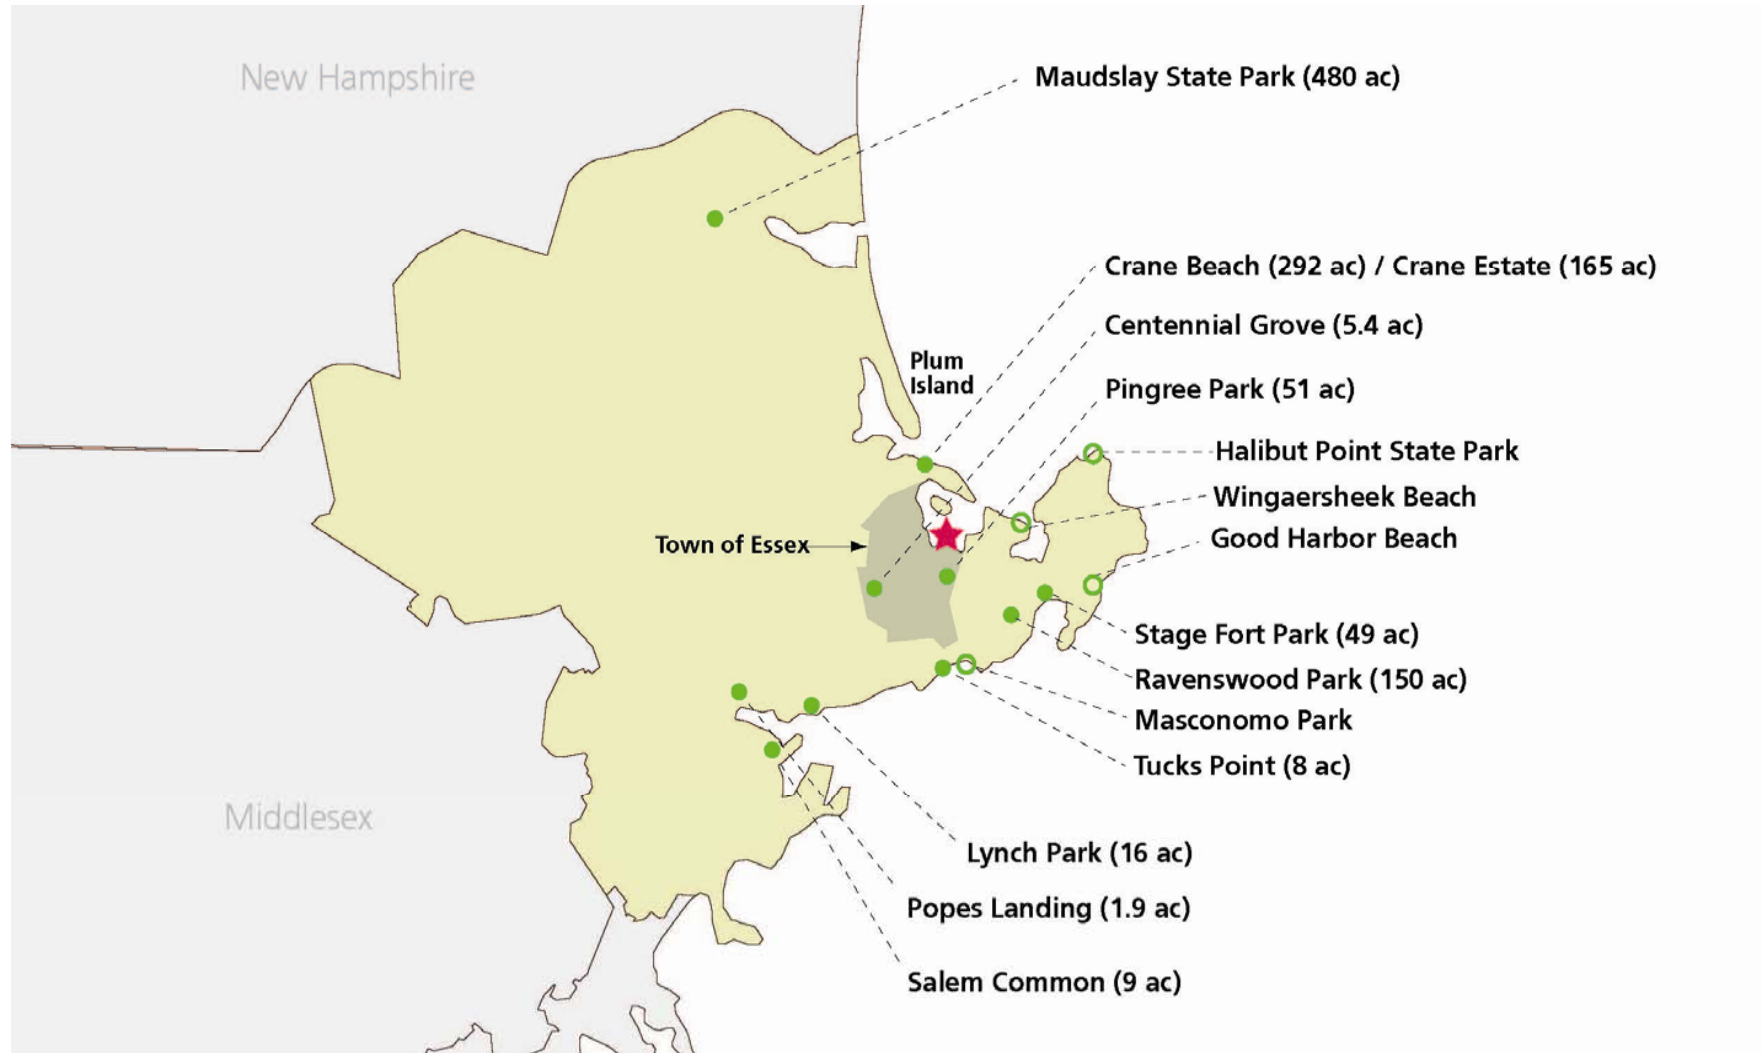 New Hampshire
Maudslay State Park (480 ac)
Crane Beach (292 ac) / Crane Estate (165 ac)
Centennial Grove (5.4 ac)
Plum
Island
Pingree Park (51 ac)
Halibut Point State Park
Wingaersheek Beach
Good Harbor Beach
Town of Essex
Stage Fort Park (49 ac)
Ravenswood Park (150 ac)
Masconomo Park
Tucks Point (8 ac)
Middlesex
Lynch Park (16 ac)
Popes Landing (1.9 ac)
Salem Common (9 ac)